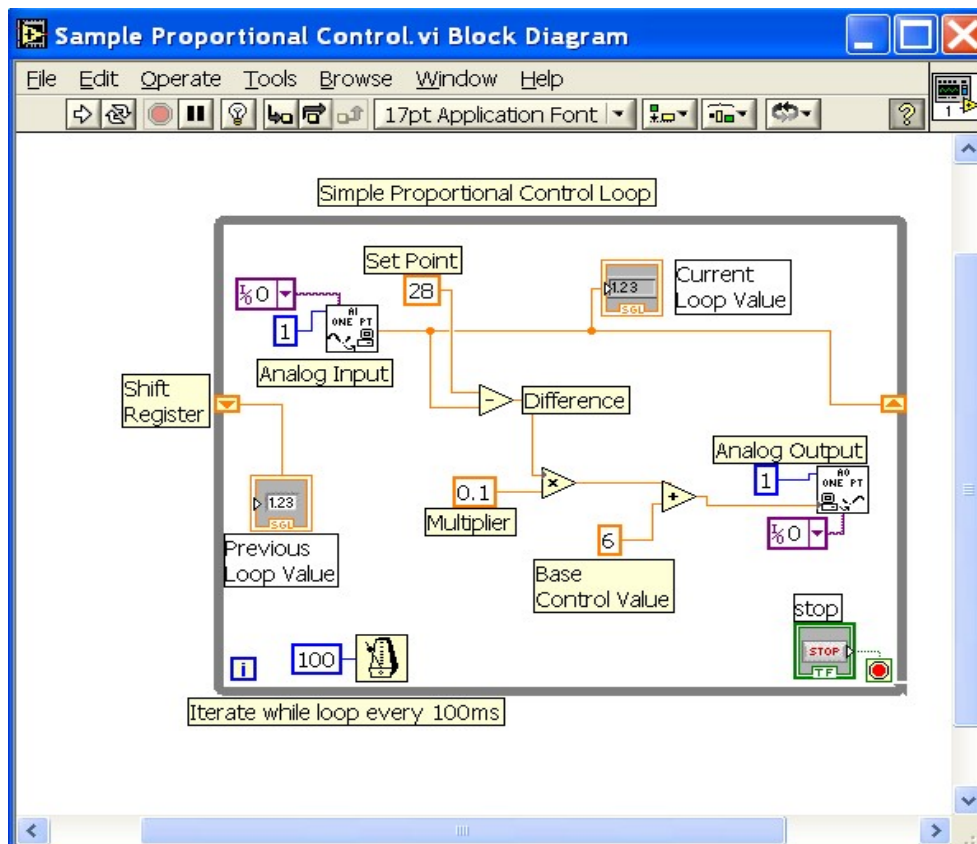 Sample Proportional Control.vi Block Diagram
File Edit Operate Tools Browse Window Help
17pt Application Font
?
1
Simple Proportional Control Loop
Set Point
I/O 0
28
1.23
SGL
Current
Loop Value
1
AI
ONE PT
Analog Input
Shift
Register
-
Difference
Analog Output
1
AO
ONE PT
x
0.1
Multiplier
+
1.23
SGL
Previous
Loop Value
6
I/O 0
Base
Control Value
stop
STOP
TF
i
100
Iterate while loop every 100ms